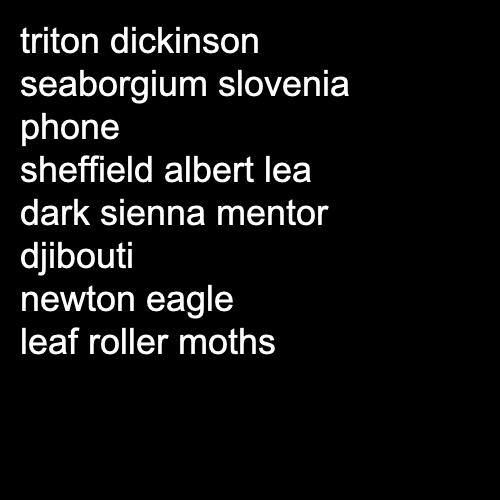 triton dickinson
seaborgium slovenia
phone
sheffield albert lea
dark sienna mentor
djibouti
newton eagle
leaf roller moths